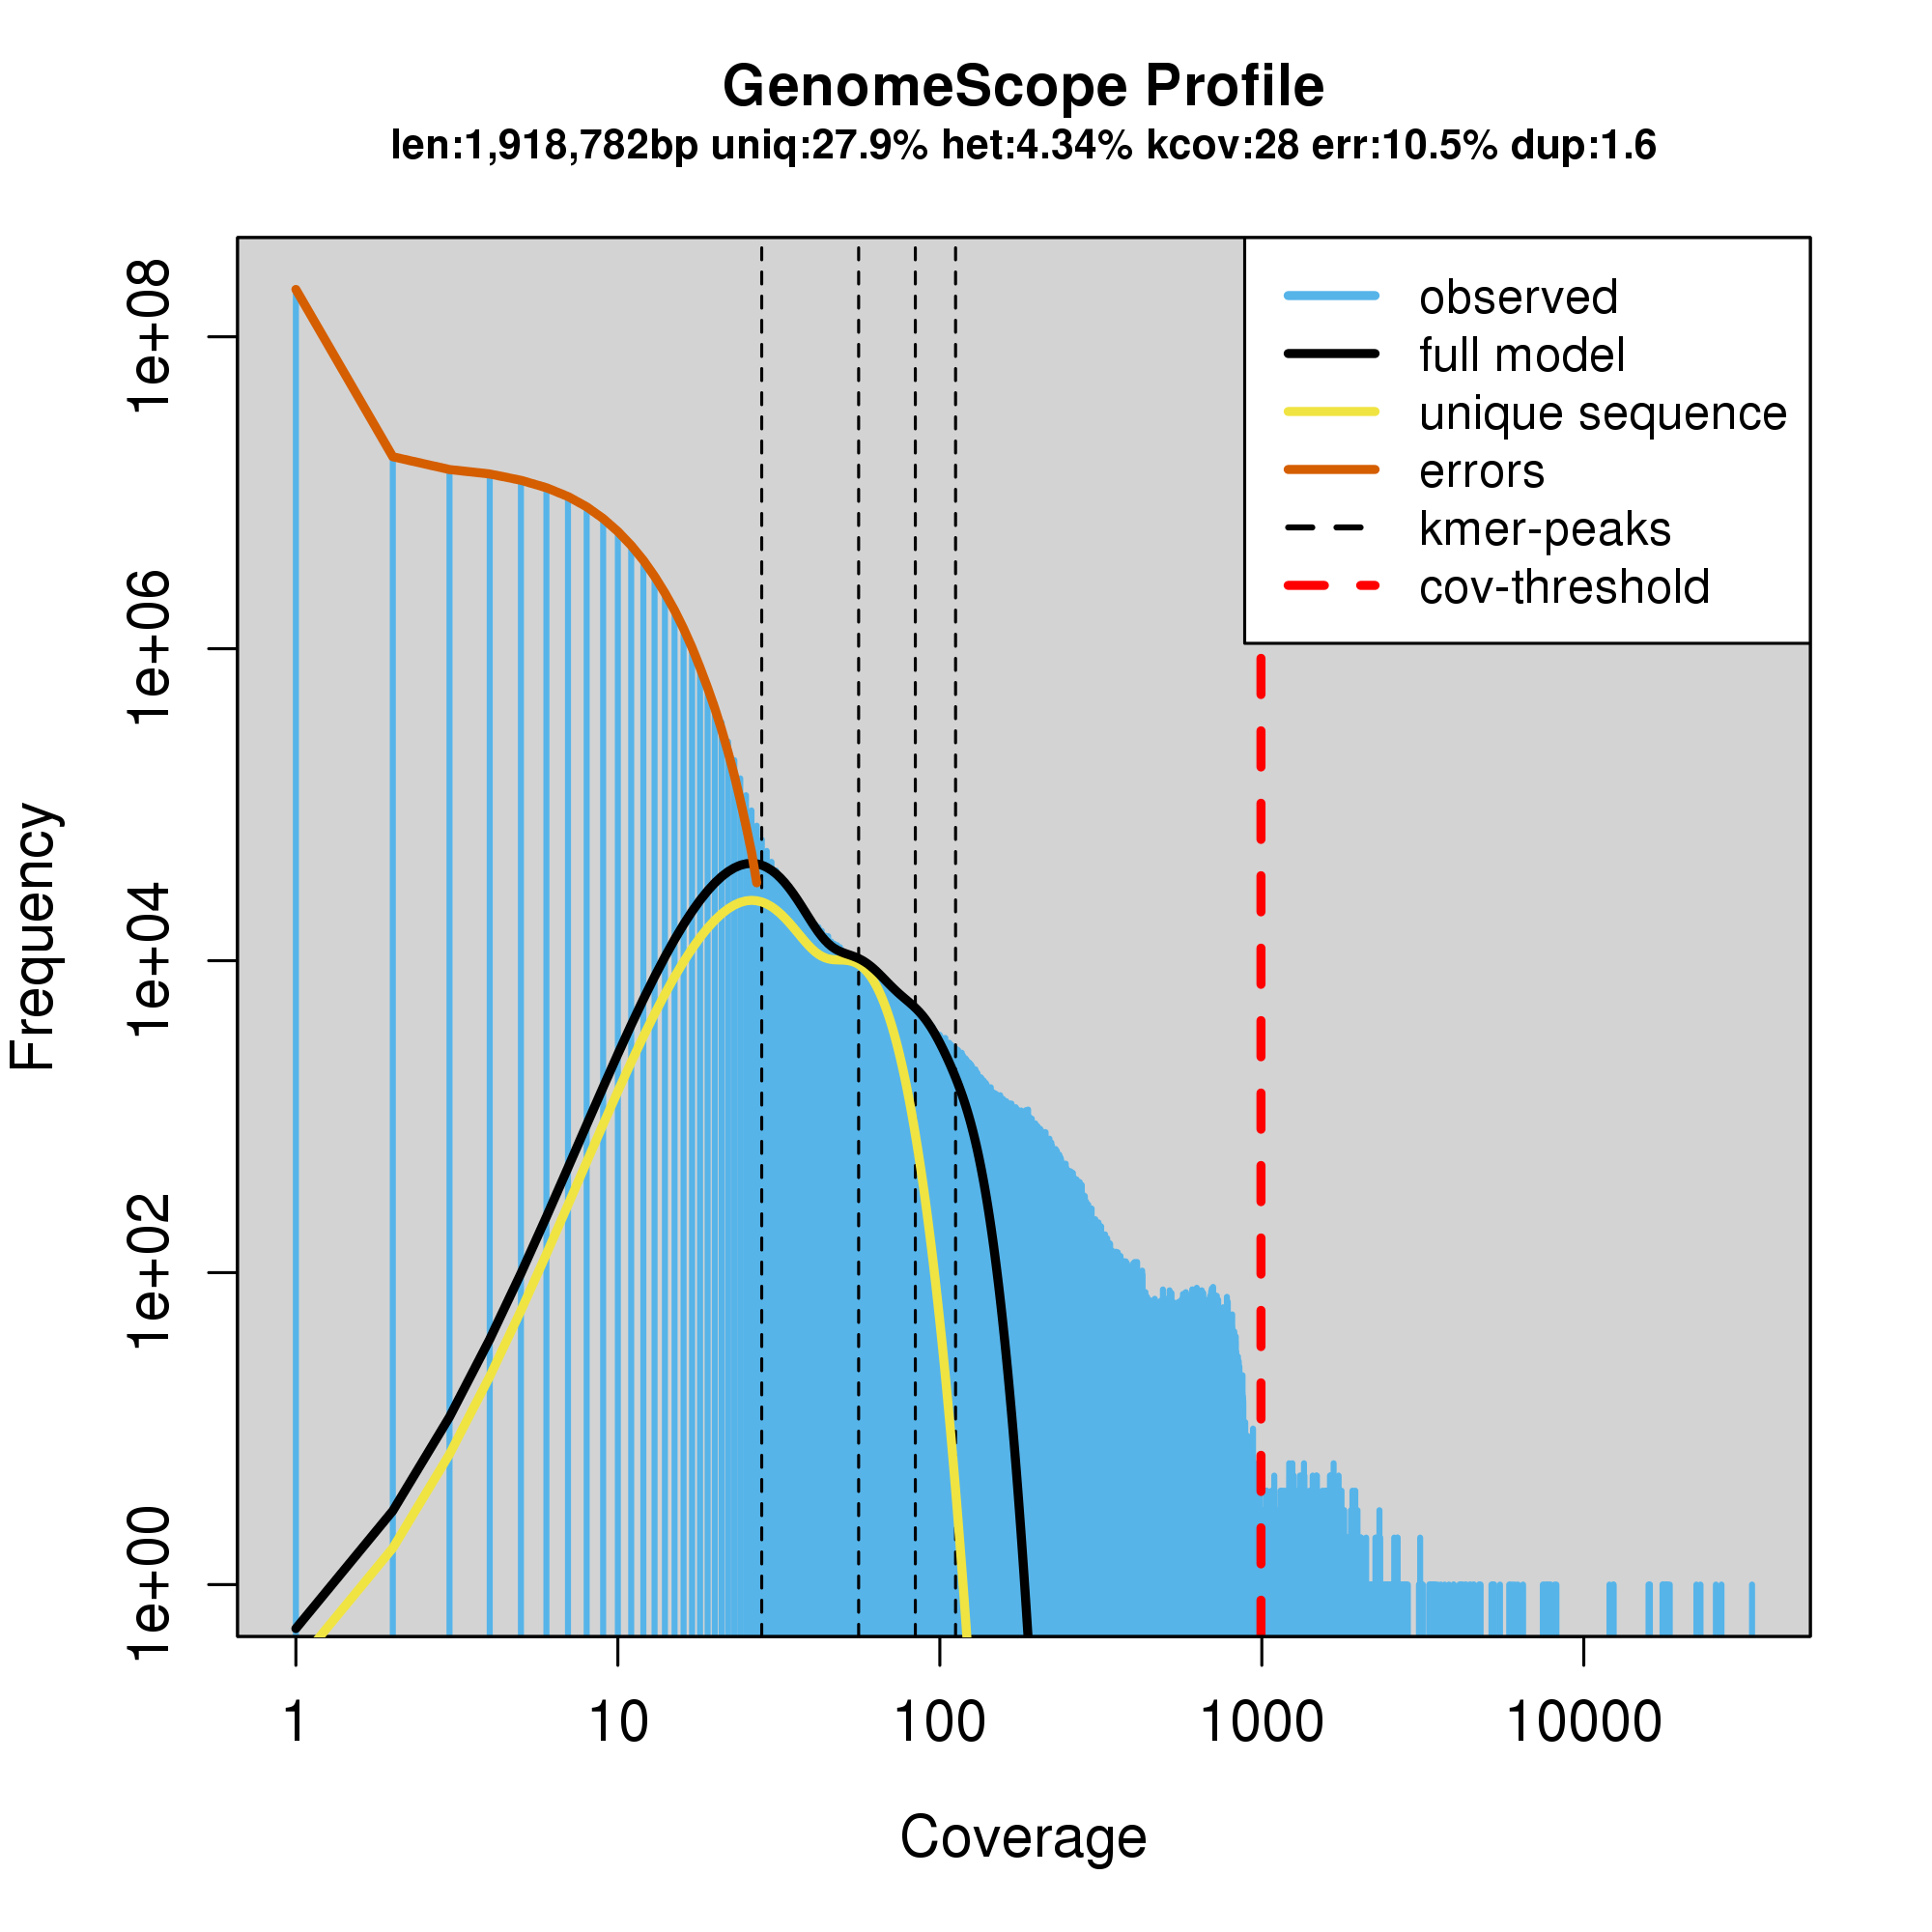 GenomeScope Profile
len:1,918,782bp uniq:27.9% het:4.34% kcov:28 err:10.5% dup:1.6
observed
full model
unique sequence
errors
kmer-peaks
cov-threshold
Frequency
1e+08
1e+06
1e+04
1e+02
1e+00
1 10 100 1000 10000
Coverage